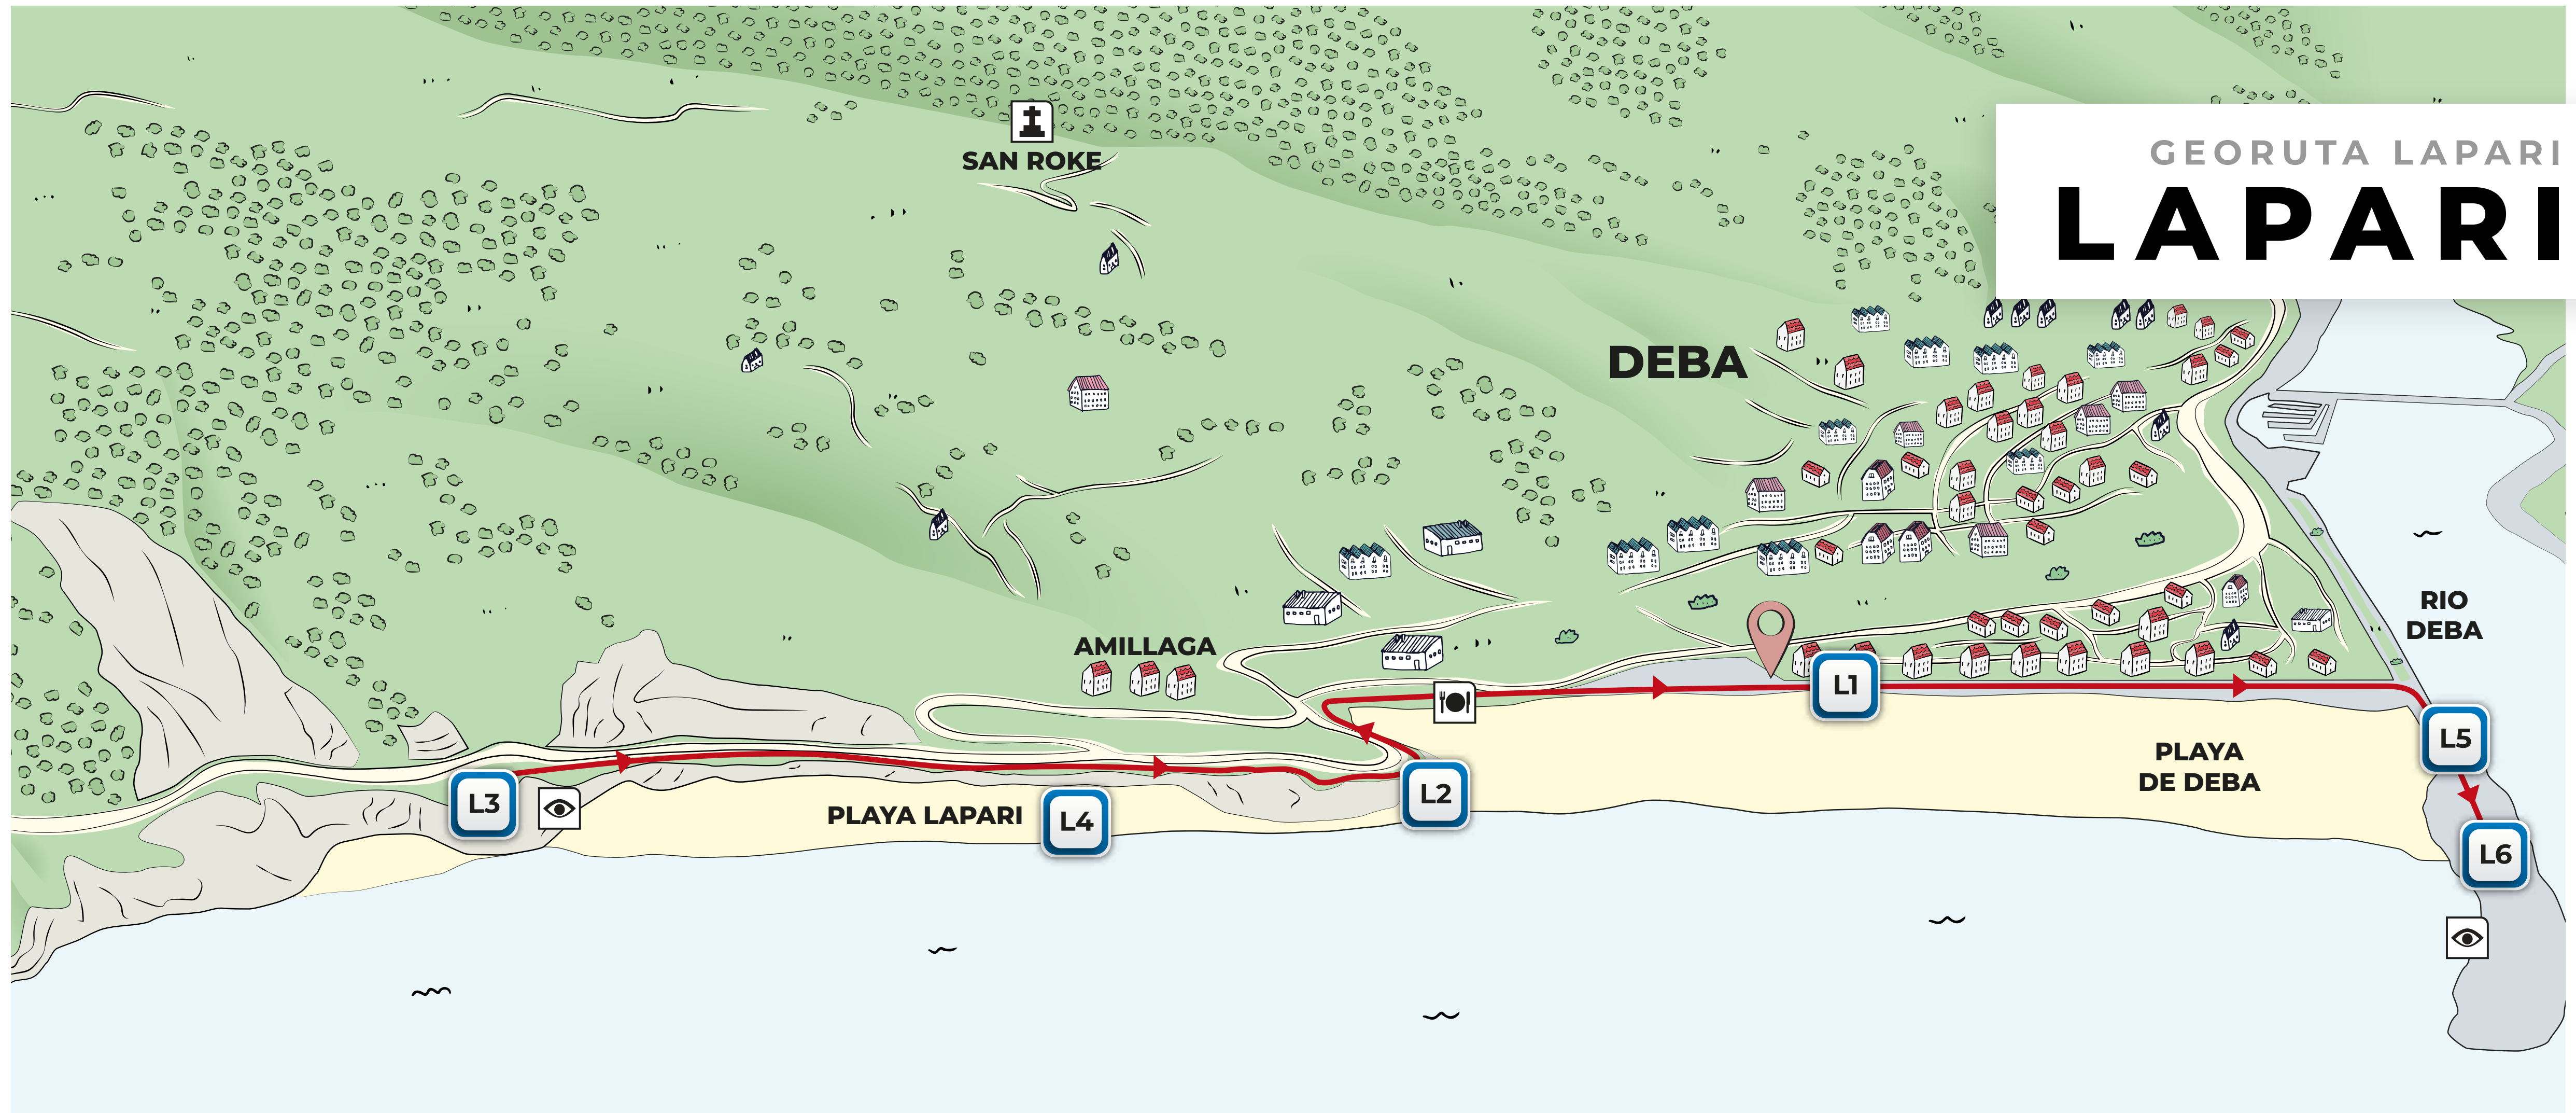 SAN ROKE
GEORUTA LAPARI
LAPARI
DEBA
RIO
DEBA
AMILLAGA
L1
L5
PLAYA
DE DEBA
L3
PLAYA LAPARI
L4
L2
L6